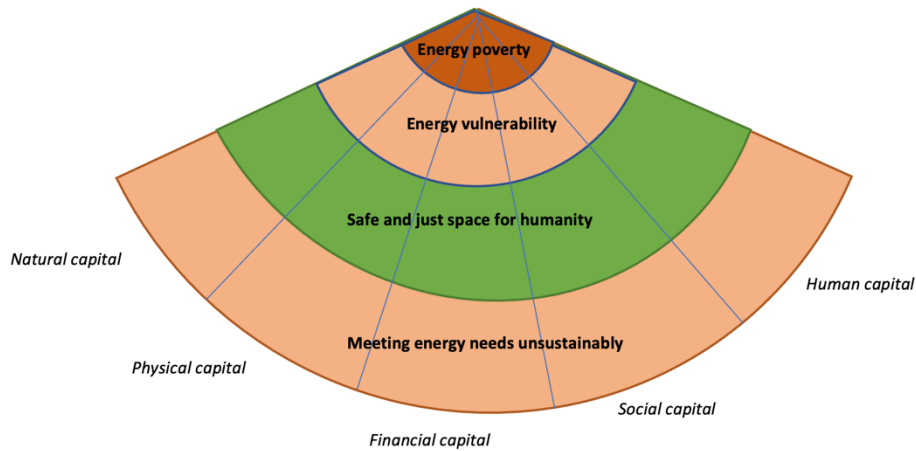 Energy poverty
Energy vulnerability
Safe and just space for humanity
Natural capital
Human capital
Meeting energy needs unsustainably
Physical capital
Social capital
Financial capital